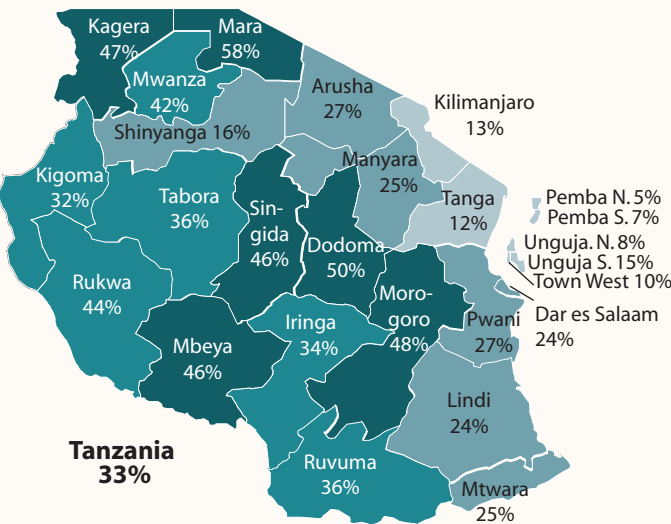 Kagera
47%
Mara
58%
Mwanza
42%
Arusha
27%
Kilimanjaro
13%
Shinyanga 16%
Manyara
25%
Kigoma
32%
Tabora
36%
Sin-
gida
46%
Tanga
12%
Pemba N. 5%
Pemba S. 7%
Unguja. N. 8%
Unguja S. 15%
Town West 10%
Dodoma
50%
Rukwa
44%
Moro-
goro
48%
Dar es Salaam
24%
Iringa
34%
Pwani
27%
Mbeya
46%
Lindi
24%
Tanzania
33%
Ruvuma
36%
Mtwara
25%